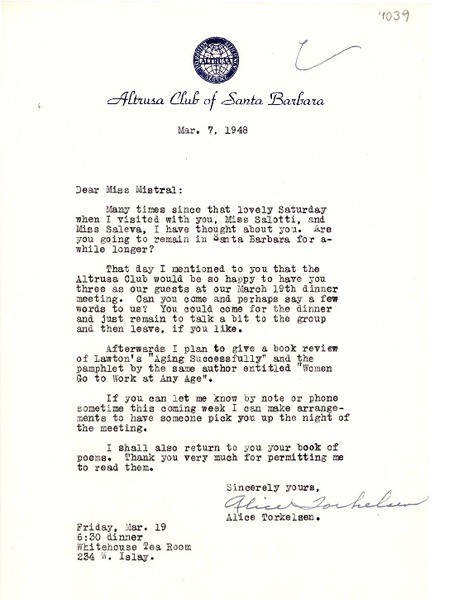 4039
ALTRUSA
Altrusa Club of Santa Barbara
Mar. 7, 1948
Dear Miss Mistral:
Many times since that lovely Saturday
when I visited with you, Miss Salotti, and
Miss Saleva, I have thought about you. Are
you going to remain in Santa Barbara for a-
while longer?
That day I mentioned to you that the
Altrusa Club would be so happy to have you
three as our guests at our March 19th dinner
meeting. Can you come and perhaps say a few
words to us? You could come for the dinner
and just remain to talk a bit to the group
and then leave, if you like.
Afterwards I plan to give a book review
of Lawton's "Aging Successfully" and the
pamphlet by the same author entitled "Women
Go to Work at Any Age".
If you can let me know by note or phone
sometime this coming week I can make arrange-
ments to have someone pick you up the night of
the meeting.
I shall also return to you your book of
poems. Thank you very much for permitting me
to read them.
Sincerely yours,
Alice Torkelsen
Alice Torkelsen.
Friday, Mar. 19
6:30 dinner
Whitehouse Tea Room
234 W. Islay.